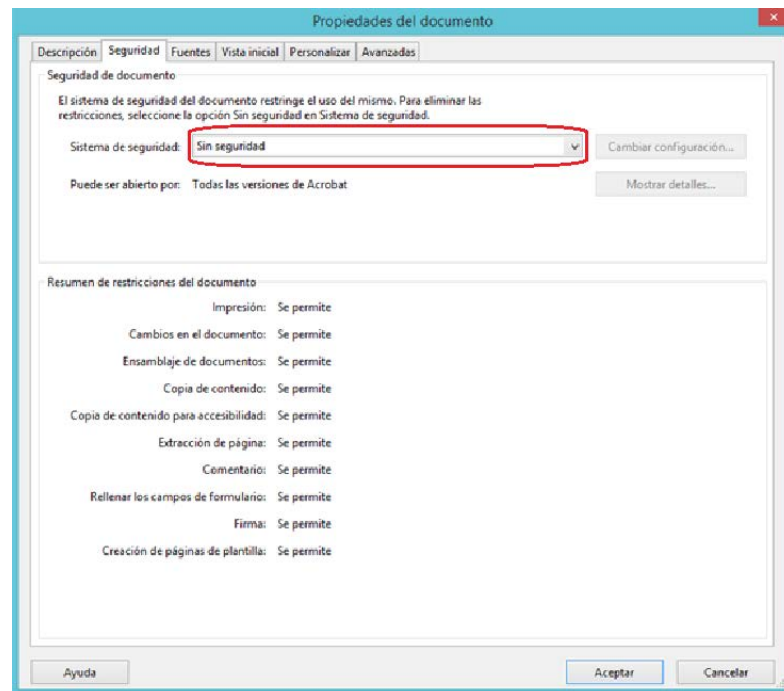 Propiedades del documento
Descripción Seguridad Fuentes Vista inicial Personalizar Avanzadas
Seguridad de documento
El sistema de seguridad del documento restringe el uso del mismo. Para eliminar las
restricciones, seleccione la opción Sin seguridad en Sistema de seguridad.
Sistema de seguridad: Sin seguridad Cambiar configuración...
Puede ser abierto por: Todas las versiones de Acrobat Mostrar detalles...
Resumen de restricciones del documento
Impresión: Se permite
Cambios en el documento: Se permite
Ensamblaje de documentos: Se permite
Copia de contenido: Se permite
Copia de contenido para accesibilidad: Se permite
Extracción de página: Se permite
Comentario: Se permite
Rellenar los campos de formulario: Se permite
Firma: Se permite
Creación de páginas de plantilla: Se permite
Ayuda Aceptar Cancelar